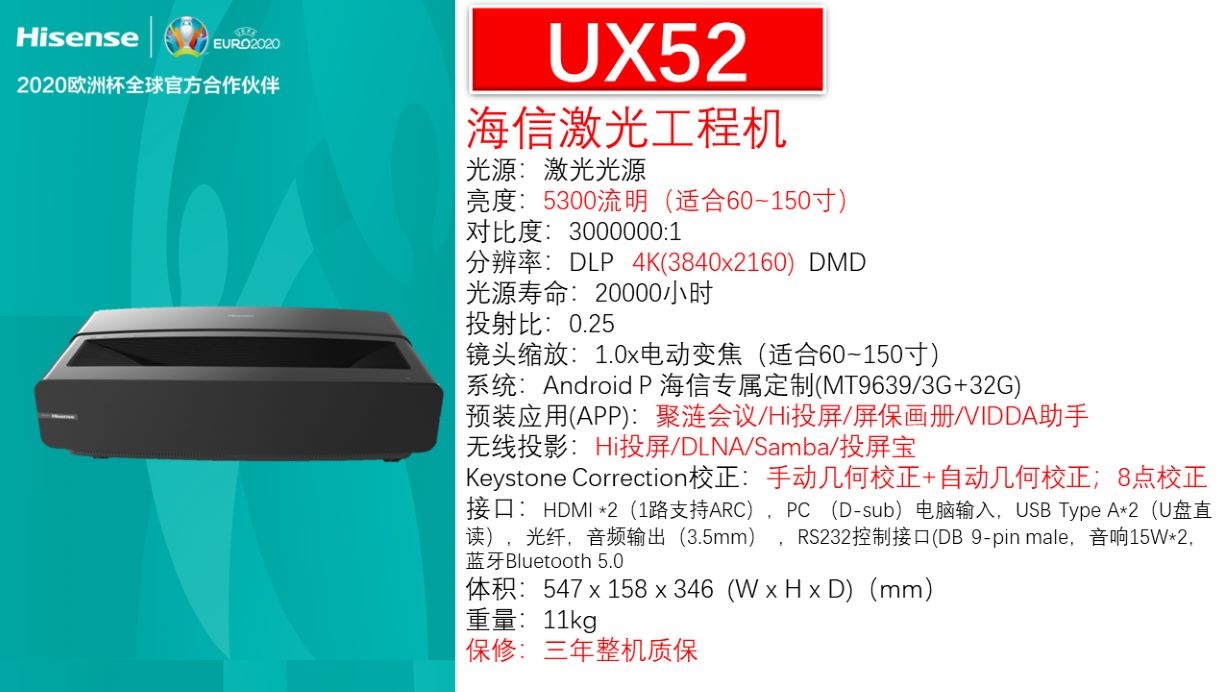 Hisense
UEFA
EURO2020
2020欧洲杯全球官方合作伙伴
UX52
海信激光工程机
光源：激光光源
亮度：5300流明（适合60~150寸）
对比度：3000000:1
分辨率：DLP 4K(3840x2160) DMD
光源寿命：20000小时
投射比：0.25
镜头缩放：1.0x电动变焦（适合60~150寸）
系统：Android P 海信专属定制(MT9639/3G+32G)
预装应用(APP)：聚涟会议/Hi投屏/屏保画册/VIDDA助手
无线投影：Hi投屏/DLNA/Samba/投屏宝
Keystone Correction校正：手动几何校正+自动几何校正；8点校正
接口：HDMI *2（1路支持ARC），PC （D-sub）电脑输入，USB Type A*2（U盘直
读），光纤，音频输出（3.5mm） ，RS232控制接口(DB 9-pin male，音响15W*2，
蓝牙Bluetooth 5.0
体积：547 x 158 x 346 (W x H x D)（mm）
重量：11kg
保修：三年整机质保
Hisense
Hisense